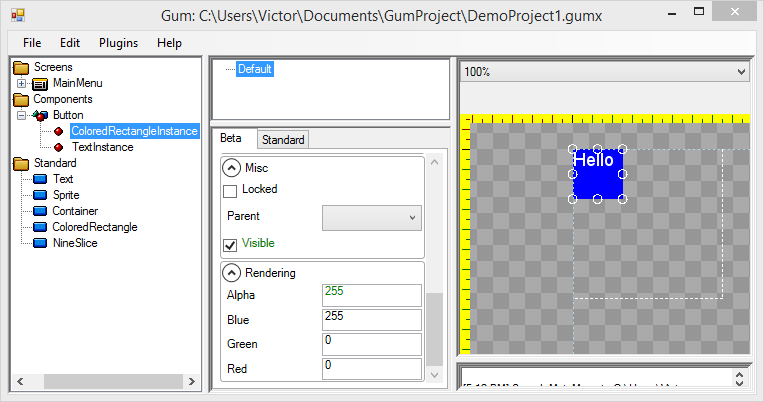 Gum: C:\Users\Victor\Documents\GumProject\DemoProject1.gumx
File Edit Plugins Help
Screens
MainMenu
Components
Button
ColoredRectangleInstance
TextInstance
Standard
Text
Sprite
Container
ColoredRectangle
NineSlice
Default
Beta Standard
Misc
Locked
Parent
Visible
Rendering
Alpha 255
Blue 255
Green 0
Red 0
100%
Hello